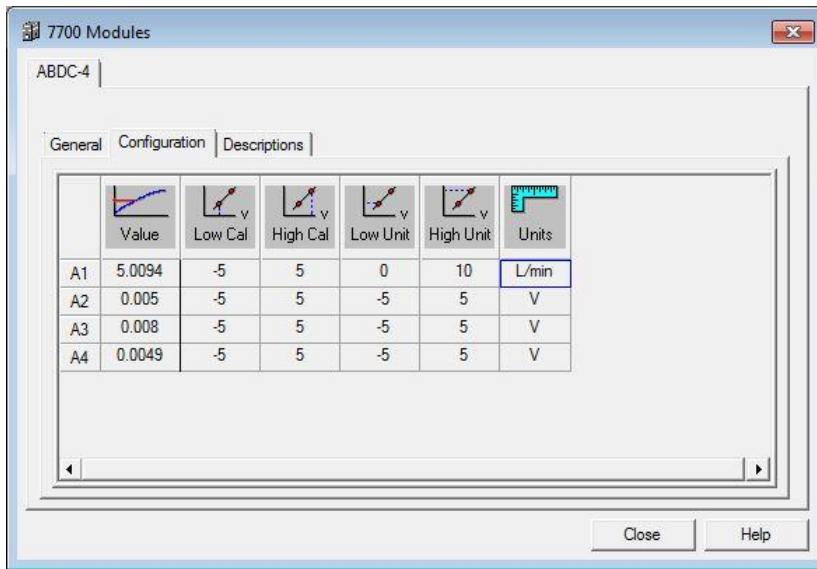 7700 Modules
ABDC-4
General Configuration Descriptions
Value Low Cal High Cal Low Unit High Unit Units
A1 5.0094 -5 5 0 10 L/min
A2 0.005 -5 5 -5 5 V
A3 0.008 -5 5 -5 5 V
A4 0.0049 -5 5 -5 5 V
Close Help